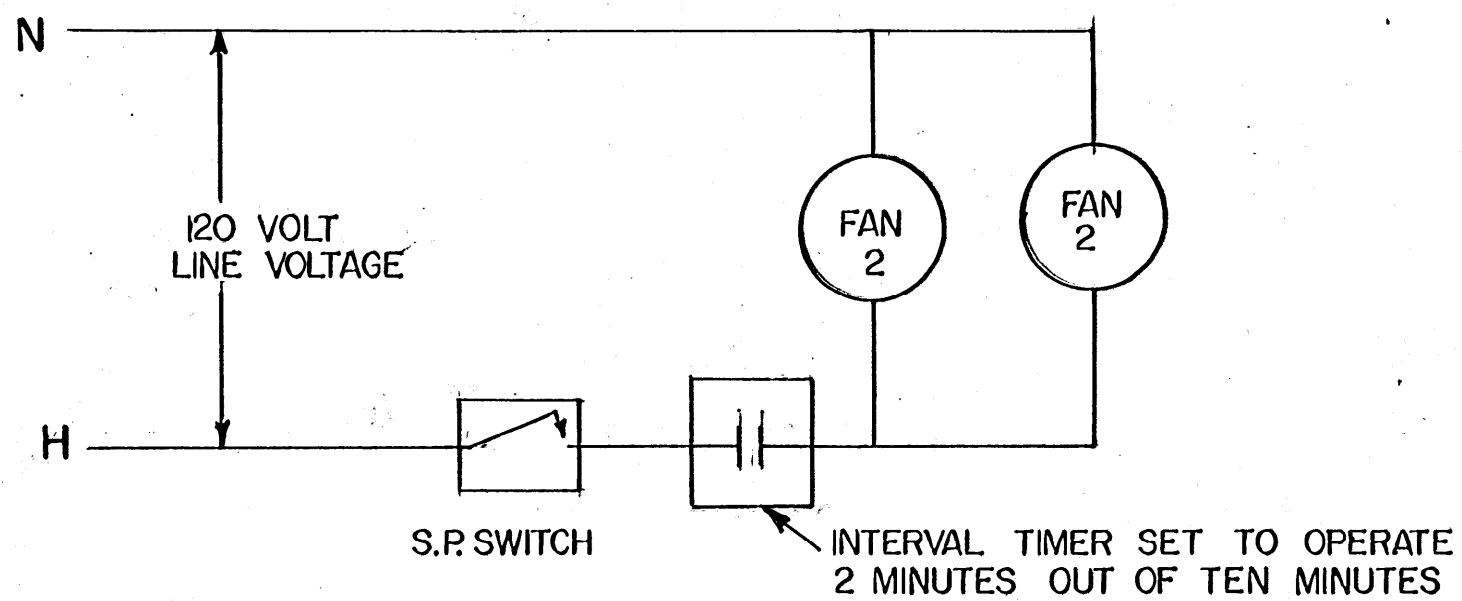 N
120 VOLT
LINE VOLTAGE
FAN
2
FAN
2
H
S.P. SWITCH
INTERVAL TIMER SET TO OPERATE
2 MINUTES OUT OF TEN MINUTES